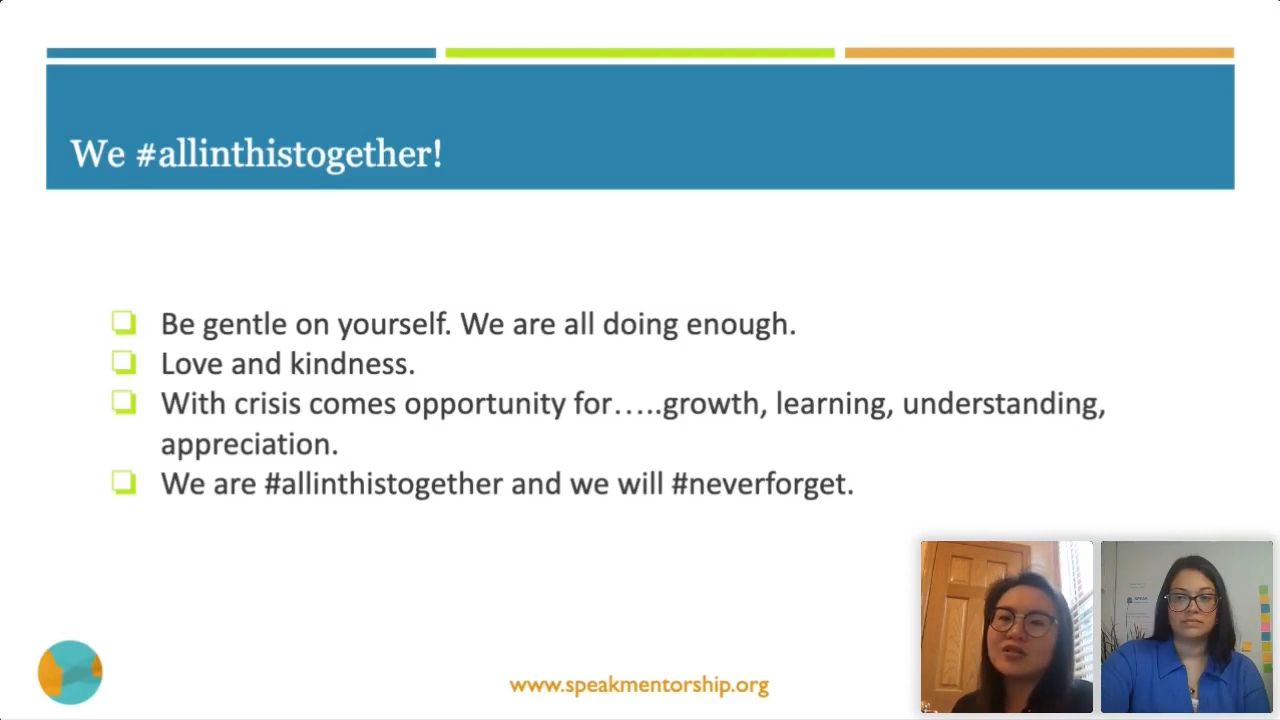 We #allinthistogether!
Be gentle on yourself. We are all doing enough.
Love and kindness.
With crisis comes opportunity for…..growth, learning, understanding,
appreciation.
We are #allinthistogether and we will #neverforget.
www.speakmentorship.org